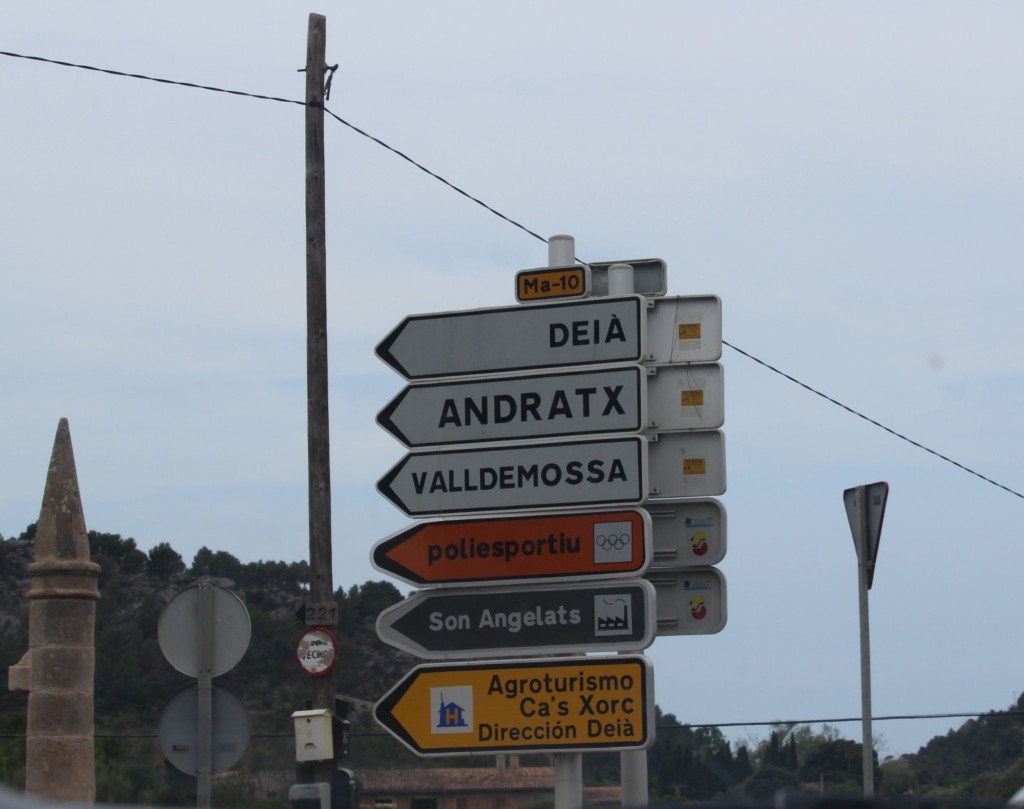 Ma-10
DEIÀ
ANDRATX
VALLDEMOSSA
poliesportiu
Son Angelats
Agroturismo
Ca's Xorc
Dirección Deià
221